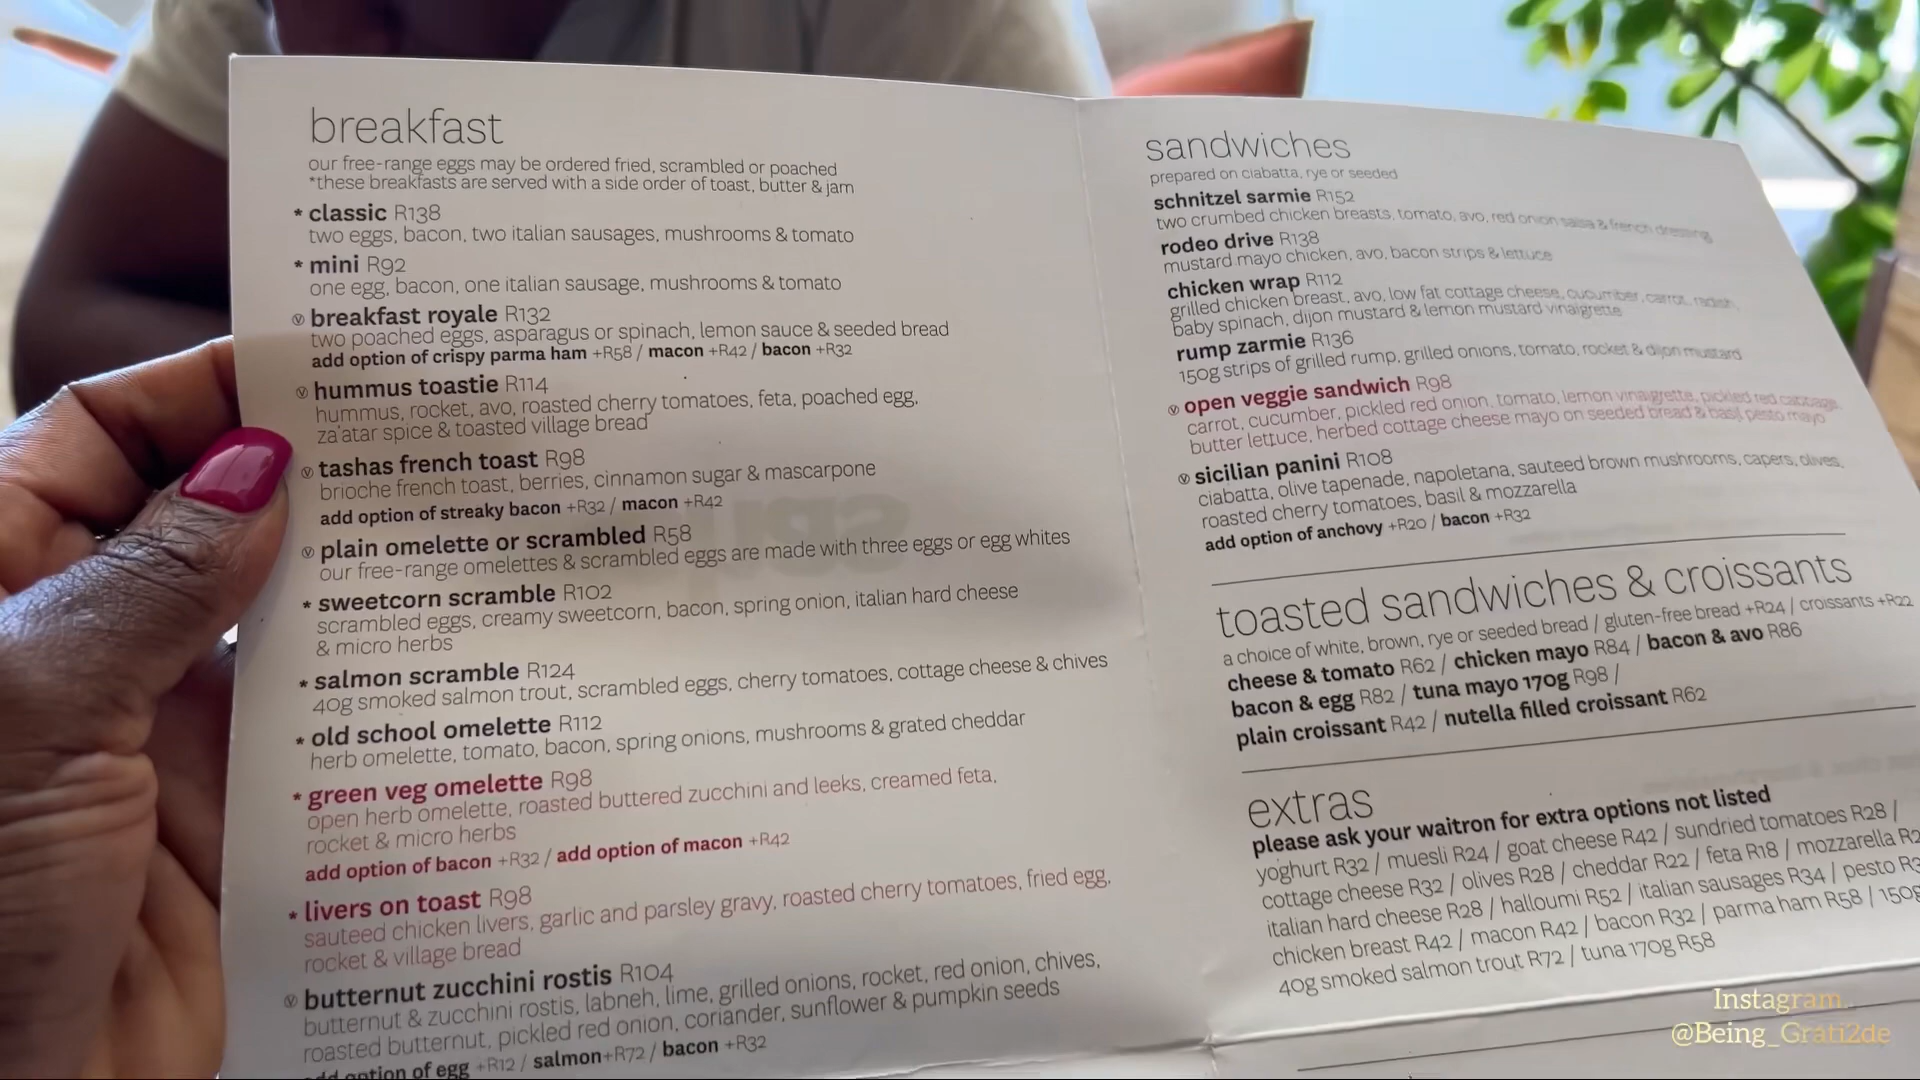 breakfast
our free-range eggs may be ordered fried, scrambled or poached
*these breakfasts are served with a side order of toast, butter & jam
* classic R138
two eggs, bacon, two italian sausages, mushrooms & tomato
* mini R92
one egg, bacon, one italian sausage, mushrooms & tomato
Ⓥ breakfast royale R132
two poached eggs, asparagus or spinach, lemon sauce & seeded bread
add option of crispy parma ham +R58 / macon +R42 / bacon +R32
Ⓥ hummus toastie R114
hummus, rocket, avo, roasted cherry tomatoes, feta, poached egg,
za'atar spice & toasted village bread
Ⓥ tashas french toast R98
brioche french toast, berries, cinnamon sugar & mascarpone
add option of streaky bacon +R32 / macon +R42
Ⓥ plain omelette or scrambled R58
our free-range omelettes & scrambled eggs are made with three eggs or egg whites
* sweetcorn scramble R102
scrambled eggs, creamy sweetcorn, bacon, spring onion, italian hard cheese
& micro herbs
* salmon scramble R124
40g smoked salmon trout, scrambled eggs, cherry tomatoes, cottage cheese & chives
* old school omelette R112
herb omelette, tomato, bacon, spring onions, mushrooms & grated cheddar
* green veg omelette R98
open herb omelette, roasted buttered zucchini and leeks, creamed feta,
rocket & micro herbs
add option of bacon +R32 / add option of macon +R42
* livers on toast R98
sauteed chicken livers, garlic and parsley gravy, roasted cherry tomatoes, fried egg,
rocket & village bread
Ⓥ butternut zucchini rostis R104
butternut & zucchini rostis, labneh, lime, grilled onions, rocket, red onion, chives,
roasted butternut, pickled red onion, coriander, sunflower & pumpkin seeds
add option of egg +R12 / salmon+R72 / bacon +R32
sandwiches
prepared on ciabatta, rye or seeded
schnitzel sarmie R152
two crumbed chicken breasts, tomato, avo, red onion salsa & french dressing
rodeo drive R138
mustard mayo chicken, avo, bacon strips & lettuce
chicken wrap R112
grilled chicken breast, avo, low fat cottage cheese, cucumber, carrot, radish,
baby spinach, dijon mustard & lemon mustard vinaigrette
rump zarmie R136
150g strips of grilled rump, grilled onions, tomato, rocket & dijon mustard
Ⓥ open veggie sandwich R98
carrot, cucumber, pickled red onion, tomato, lemon vinaigrette, pickled red cabbage,
butter lettuce, herbed cottage cheese mayo on seeded bread & basil pesto mayo
Ⓥ sicilian panini R108
ciabatta, olive tapenade, napoletana, sauteed brown mushrooms, capers, olives,
roasted cherry tomatoes, basil & mozzarella
add option of anchovy +R20 / bacon +R32
toasted sandwiches & croissants
a choice of white, brown, rye or seeded bread / gluten-free bread +R24 / croissants +R22
cheese & tomato R62 / chicken mayo R84 / bacon & avo R86
bacon & egg R82 / tuna mayo 170g R98 /
plain croissant R42 / nutella filled croissant R62
extras
please ask your waitron for extra options not listed
yoghurt R32 / muesli R24 / goat cheese R42 / sundried tomatoes R28 /
cottage cheese R32 / olives R28 / cheddar R22 / feta R18 / mozzarella
italian hard cheese R28 / halloumi R52 / italian sausages R34 / pesto
chicken breast R42 / macon R42 / bacon R32 / parma ham R58 / 150g
40g smoked salmon trout R72 / tuna 170g R58
Instagram
@Being_Grati2de